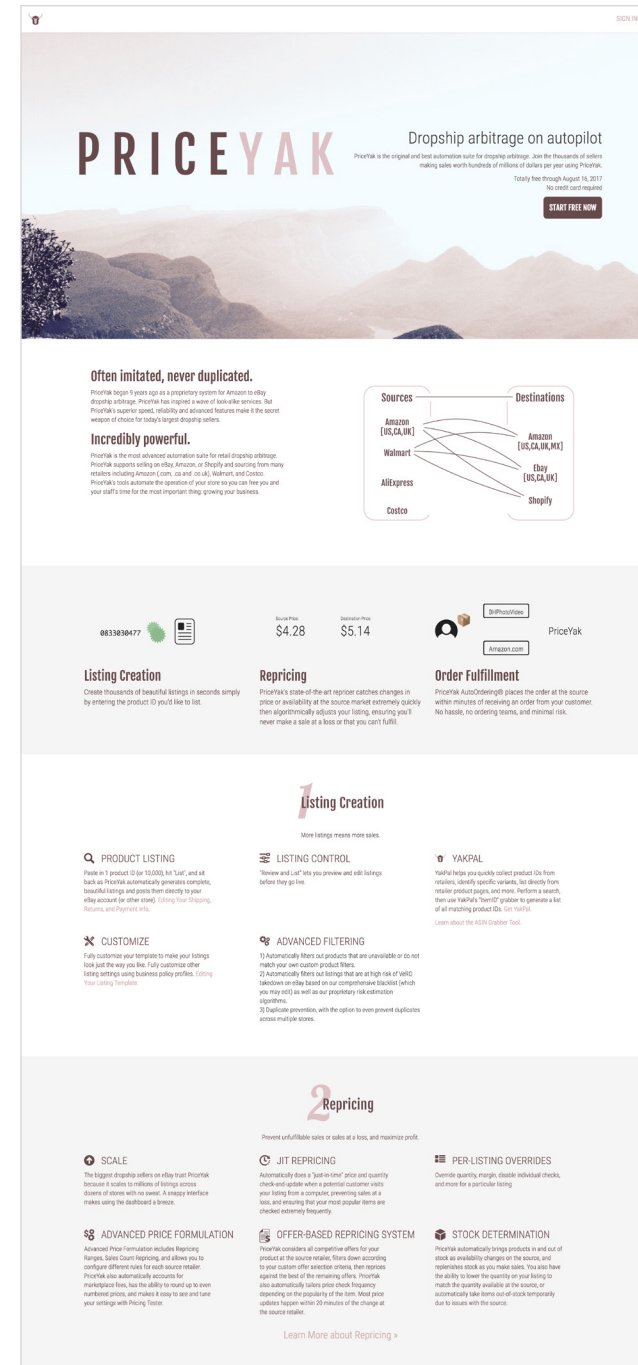 SIGN IN
PRICEYAK
Dropship arbitrage on autopilot
PriceYak is the original and best automation suite for dropship arbitrage. Join the thousands of sellers
making sales worth hundreds of millions of dollars per year using PriceYak.
Totally free through August 16, 2017
No credit card required
START FREE NOW
Often imitated, never duplicated.
PriceYak began 9 years ago as a proprietary system for Amazon to eBay
dropship arbitrage. PriceYak has inspired a wave of look-alike services. But
PriceYak's superior speed, reliability and advanced features make it the secret
weapon of choice for today's largest dropship sellers.
Incredibly powerful.
PriceYak is the most advanced automation suite for retail dropship arbitrage.
PriceYak supports selling on eBay, Amazon, or Shopify and sourcing from many
retailers including Amazon (.com, .ca and .co.uk), Walmart, and Costco.
PriceYak's tools automate the operation of your store so you can free you and
your staff's time for the most important thing: growing your business.
Sources
Destinations
Amazon
[US,CA,UK]
Walmart
AliExpress
Costco
Amazon
[US,CA,UK,MX]
Ebay
[US,CA,UK]
Shopify
0833030477
Source Price
$4.28
Destination Price
$5.14
BHPhotoVideo
PriceYak
Amazon.com
Listing Creation
Create thousands of beautiful listings in seconds simply
by entering the product ID you'd like to list.
Repricing
PriceYak's state-of-the-art repricer catches changes in
price or availability at the source market extremely quickly
then algorithmically adjusts your listing, ensuring you'll
never make a sale at a loss or that you can't fulfill.
Order Fulfillment
PriceYak AutoOrdering® places the order at the source
within minutes of receiving an order from your customer.
No hassle, no ordering teams, and minimal risk.
1
Listing Creation
More listings means more sales.
PRODUCT LISTING
Paste in 1 product ID (or 10,000), hit "List", and sit
back as PriceYak automatically generates complete,
beautiful listings and posts them directly to your
eBay account (or other store). Editing Your Shipping,
Returns, and Payment info.
LISTING CONTROL
"Review and List" lets you preview and edit listings
before they go live.
YAKPAL
YakPal helps you quickly collect product IDs from
retailers, identify specific variants, list directly from
retailer product pages, and more. Perform a search,
then use YakPal's "ItemID" grabber to generate a list
of all matching product IDs. Get YakPal.
Learn about the ASIN Grabber Tool.
CUSTOMIZE
Fully customize your template to make your listings
look just the way you like. Fully customize other
listing settings using business policy profiles. Editing
Your Listing Template.
ADVANCED FILTERING
1) Automatically filters out products that are unavailable or do not
match your own custom product filters.
2) Automatically filters out listings that are at high risk of VeRO
takedown on eBay based on our comprehensive blacklist (which
you may edit) as well as our proprietary risk estimation
algorithms.
3) Duplicate prevention, with the option to even prevent duplicates
across multiple stores.
2
Repricing
Prevent unfulfillable sales or sales at a loss, and maximize profit.
SCALE
The biggest dropship sellers on eBay trust PriceYak
because it scales to millions of listings across
dozens of stores with no sweat. A snappy interface
makes using the dashboard a breeze.
JIT REPRICING
Automatically does a "just-in-time" price and quantity
check-and-update when a potential customer visits
your listing from a computer, preventing sales at a
loss, and ensuring that your most popular items are
checked extremely frequently.
PER-LISTING OVERRIDES
Override quantity, margin, disable individual checks,
and more for a particular listing
ADVANCED PRICE FORMULATION
Advanced Price Formulation includes Repricing
Ranges, Sales Count Repricing, and allows you to
configure different rules for each source retailer.
PriceYak also automatically accounts for
marketplace fees, has the ability to round up to even
numbered prices, and makes it easy to see and tune
your settings with Pricing Tester.
OFFER-BASED REPRICING SYSTEM
PriceYak considers all competitive offers for your
product at the source retailer, filters down according
to your custom offer selection criteria, then reprices
against the best of the remaining offers. PriceYak
also automatically tailors price check frequency
depending on the popularity of the item. Most price
updates happen within 20 minutes of the change at
the source retailer.
STOCK DETERMINATION
PriceYak automatically brings products in and out of
stock as availability changes on the source, and
replenishes stock as you make sales. You also have
the ability to lower the quantity on your listing to
match the quantity available at the source, or
automatically take items out-of-stock temporarily
due to issues with the source.
Learn More about Repricing »